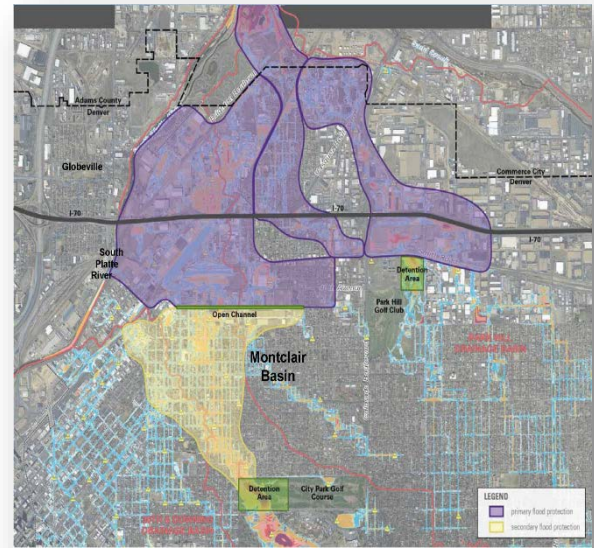 Adams County
Denver
Globeville
Commerce City
Denver
I-70
I-70
I-70
South
Platte
River
Detention
Area
Park Hill
Golf Club
Open Channel
Montclair
Basin
Detention
Area
City Park Golf
Course
LEGEND
primary flood protection
secondary flood protection